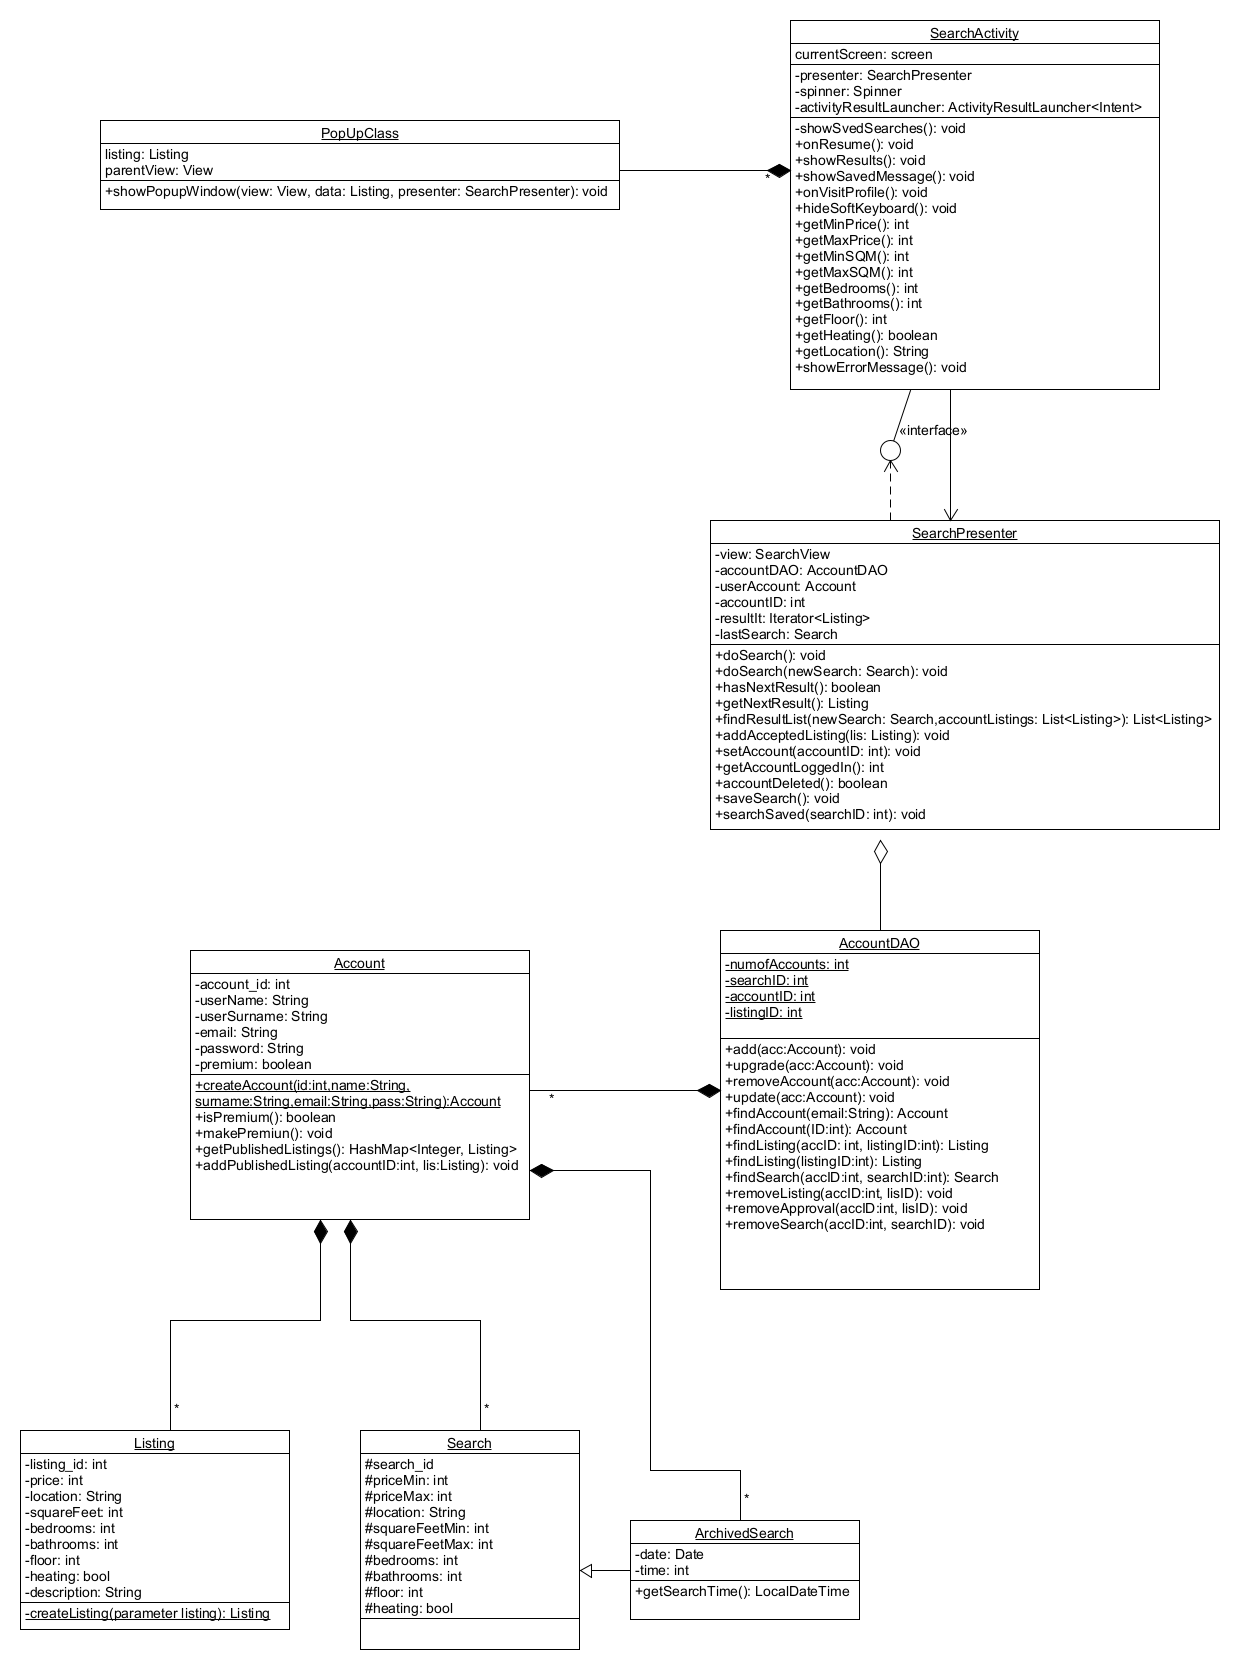 SearchActivity
currentScreen: screen
-presenter: SearchPresenter
-spinner: Spinner
-activityResultLauncher: ActivityResultLauncher<Intent>
-showSvedSearches(): void
+onResume(): void
+showResults(): void
+showSavedMessage(): void
+onVisitProfile(): void
+hideSoftKeyboard(): void
+getMinPrice(): int
+getMaxPrice(): int
+getMinSQM(): int
+getMaxSQM(): int
+getBedrooms(): int
+getBathrooms(): int
+getFloor(): int
+getHeating(): boolean
+getLocation(): String
+showErrorMessage(): void
PopUpClass
listing: Listing
parentView: View
+showPopupWindow(view: View, data: Listing, presenter: SearchPresenter): void
*
«interface»
SearchPresenter
-view: SearchView
-accountDAO: AccountDAO
-userAccount: Account
-accountID: int
-resultIt: Iterator<Listing>
-lastSearch: Search
+doSearch(): void
+doSearch(newSearch: Search): void
+hasNextResult(): boolean
+getNextResult(): Listing
+findResultList(newSearch: Search,accountListings: List<Listing>): List<Listing>
+addAcceptedListing(lis: Listing): void
+setAccount(accountID: int): void
+getAccountLoggedIn(): int
+accountDeleted(): boolean
+saveSearch(): void
+searchSaved(searchID: int): void
AccountDAO
-numofAccounts: int
-searchID: int
-accountID: int
-listingID: int
+add(acc:Account): void
+upgrade(acc:Account): void
+removeAccount(acc:Account): void
+update(acc:Account): void
+findAccount(email:String): Account
+findAccount(ID:int): Account
+findListing(accID: int, listingID:int): Listing
+findListing(listingID:int): Listing
+findSearch(accID:int, searchID:int): Search
+removeListing(accID:int, lisID): void
+removeApproval(accID:int, lisID): void
+removeSearch(accID:int, searchID): void
Account
-account_id: int
-userName: String
-userSurname: String
-email: String
-password: String
-premium: boolean
+createAccount(id:int,name:String,
surname:String,email:String,pass:String):Account
+isPremium(): boolean
+makePremiun(): void
+getPublishedListings(): HashMap<Integer, Listing>
+addPublishedListing(accountID:int, lis:Listing): void
*
*
*
*
Listing
-listing_id: int
-price: int
-location: String
-squareFeet: int
-bedrooms: int
-bathrooms: int
-floor: int
-heating: bool
-description: String
-createListing(parameter listing): Listing
Search
#search_id
#priceMin: int
#priceMax: int
#location: String
#squareFeetMin: int
#squareFeetMax: int
#bedrooms: int
#bathrooms: int
#floor: int
#heating: bool
ArchivedSearch
-date: Date
-time: int
+getSearchTime(): LocalDateTime